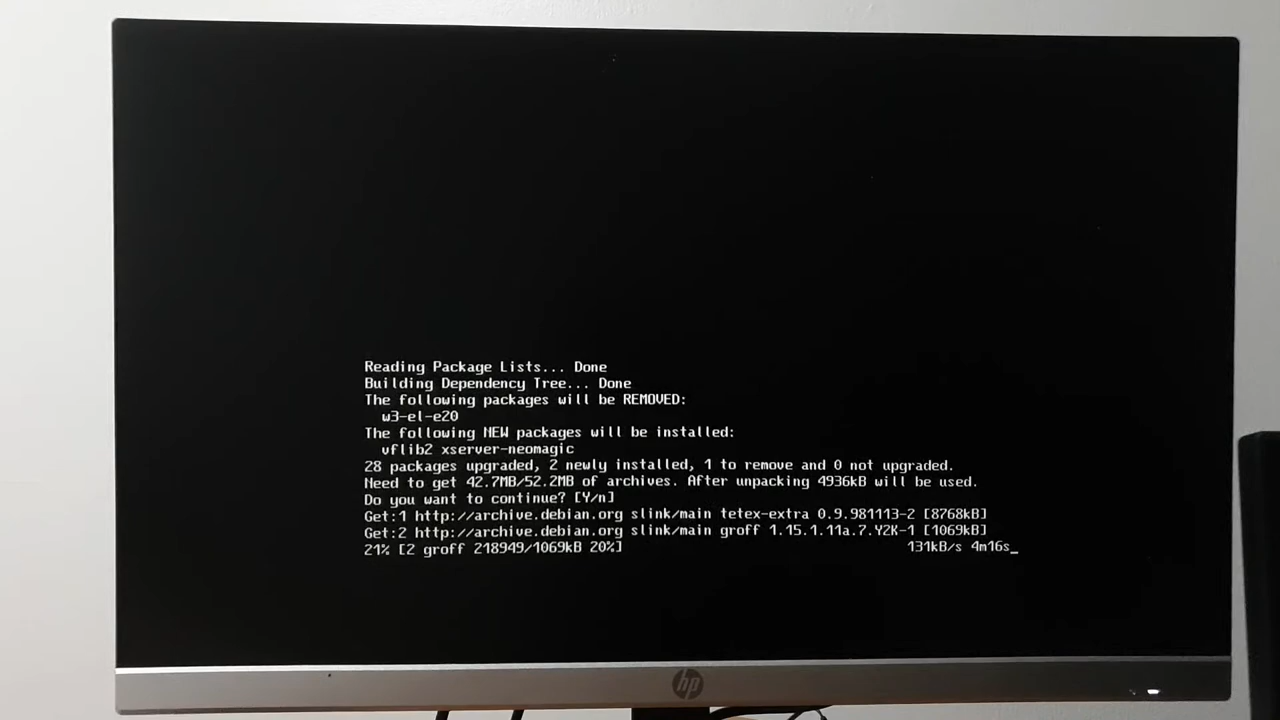 Reading Package Lists... Done
Building Dependency Tree... Done
The following packages will be REMOVED:
w3-el-e20
The following NEW packages will be installed:
vflib2 xserver-neomagic
28 packages upgraded, 2 newly installed, 1 to remove and 0 not upgraded.
Need to get 42.7MB/52.2MB of archives. After unpacking 4936kB will be used.
Do you want to continue? [Y/n]
Get:1 http://archive.debian.org slink/main tetex-extra 0.9.981113-2 [8768kB]
Get:2 http://archive.debian.org slink/main groff 1.15.1.11a.7.Y2K-1 [1069kB]
21% [2 groff 218949/1069kB 20%] 131kB/s 4m16s_
hp